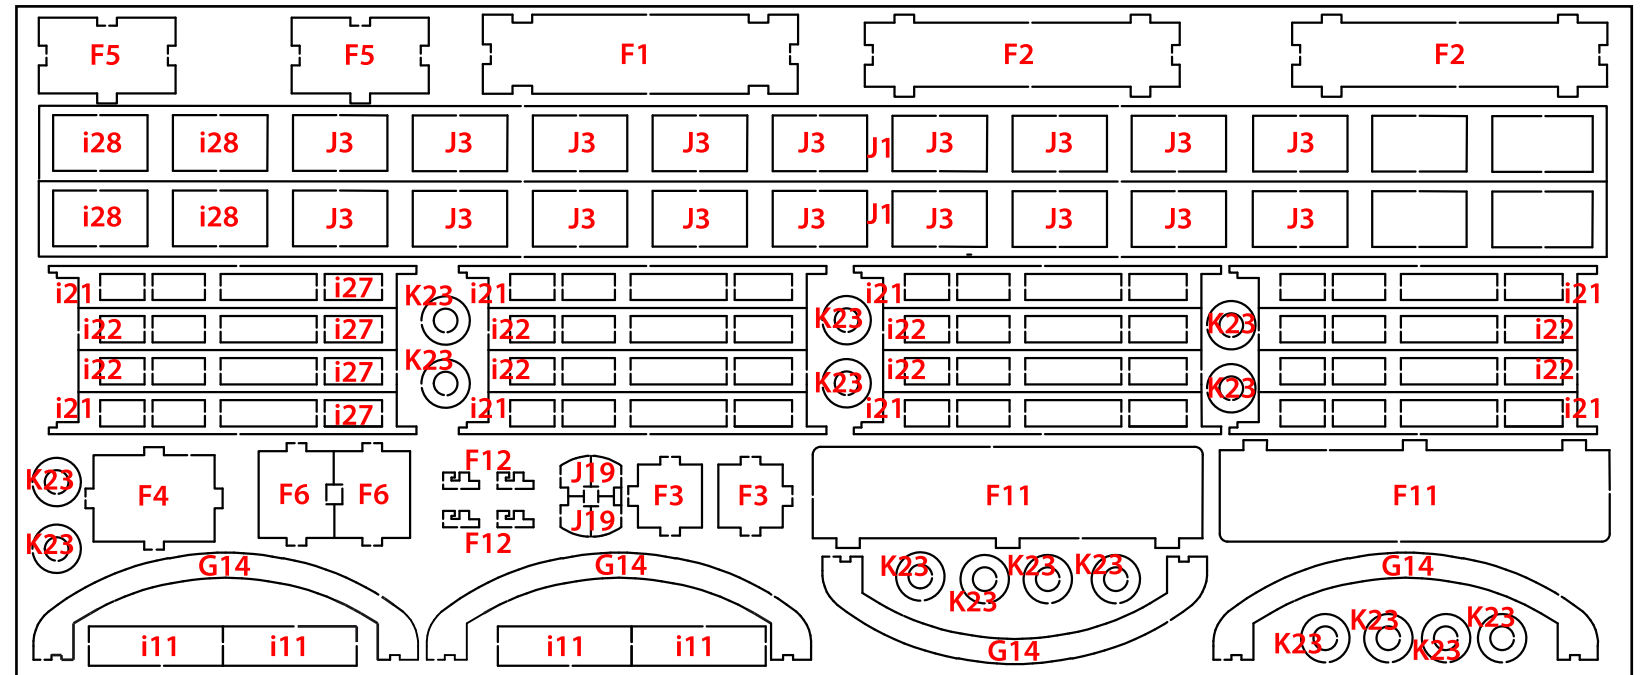 F5 F5 F1 F2 F2
i28 i28 J3 J3 J3 J3 J3 J1 J3 J3 J3 J3
i28 i28 J3 J3 J3 J3 J3 J1 J3 J3 J3 J3
i21 i27 K23 i21 i21 i21
i22 i27 i22 K23 i22 K23 i22
i22 i27 K23 i22 K23 i22 K23 i22
i21 i27 i21 i21 i21
F12
K23 F4 F6 F6 J19 F3 F3 F11 F11
J19
K23 F12
G14 G14 K23 K23 K23 G14
K23
i11 i11 i11 i11 G14 K23 K23 K23 K23